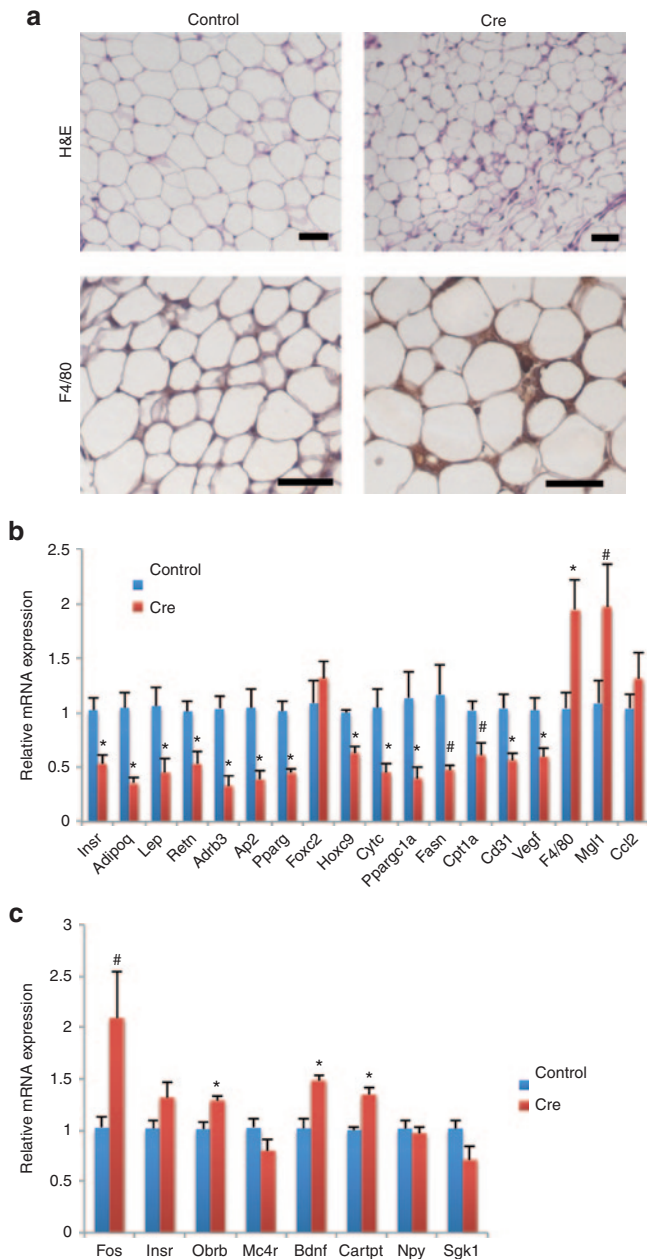 a
Control Cre
H&E
F4/80
b
2.5
2
1.5
1
0.5
0
Relative mRNA expression
Control
Cre
* * * * * * * * * * # # * * * #
Insr Adipoq Lep Retn Adrb3 Ap2 Pparg Foxc2 Hoxc9 Cytc Ppargc1a Fasn Cpt1a Cd31 Vegf F4/80 Mgl1 Ccl2
c
3
2.5
2
1.5
1
0.5
0
Relative mRNA expression
# * * *
Control
Cre
Fos Insr Obrb Mc4r Bdnf Cartpt Npy Sgk1